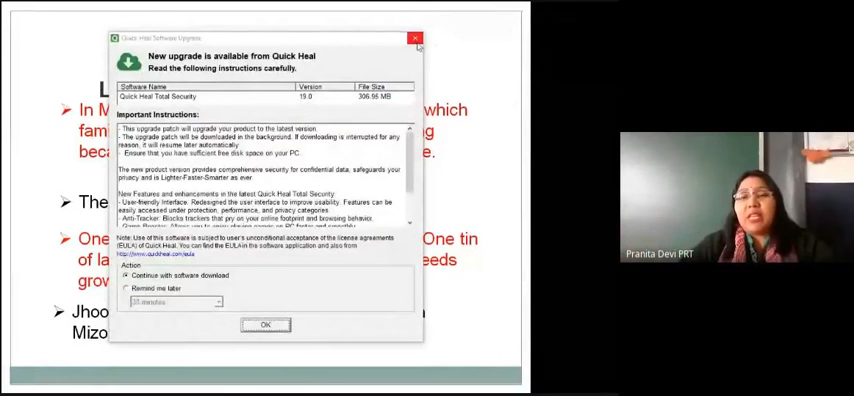 Quick Heal Software Upgrade
New upgrade is available from Quick Heal
Read the following instructions carefully.
Software Name Version File Size
Quick Heal Total Security 19.0 306.95 MB
Important Instructions:
- This upgrade patch will upgrade your product to the latest version.
- The upgrade patch will be downloaded in the background. If downloading is interrupted for any
reason, it will resume later automatically.
- Ensure that you have sufficient free disk space on your PC
The new product version provides comprehensive security for confidential data, safeguards your
privacy and is Lighter-Faster-Smarter as ever.
New Features and enhancements in the latest Quick Heal Total Security:
- User-friendly Interface: Redesigned the user interface to improve usability. Features can be
easily accessed under protection, performance, and privacy categories
- Anti-Tracker: Blocks trackers that pry on your online footprint and browsing behavior.
Note: Use of this software is subject to user's unconditional acceptance of the license agreements
(EULA) of Quick Heal. You can find the EULA in the software application and also from
http://www.quickheal.com/eula
Action
Continue with software download
Remind me later
30 minutes
OK
L
In M which
fam
beca e.
The
One One tin
of la eeds
grow
Jhoo
Mizo
Pranita Devi PRT